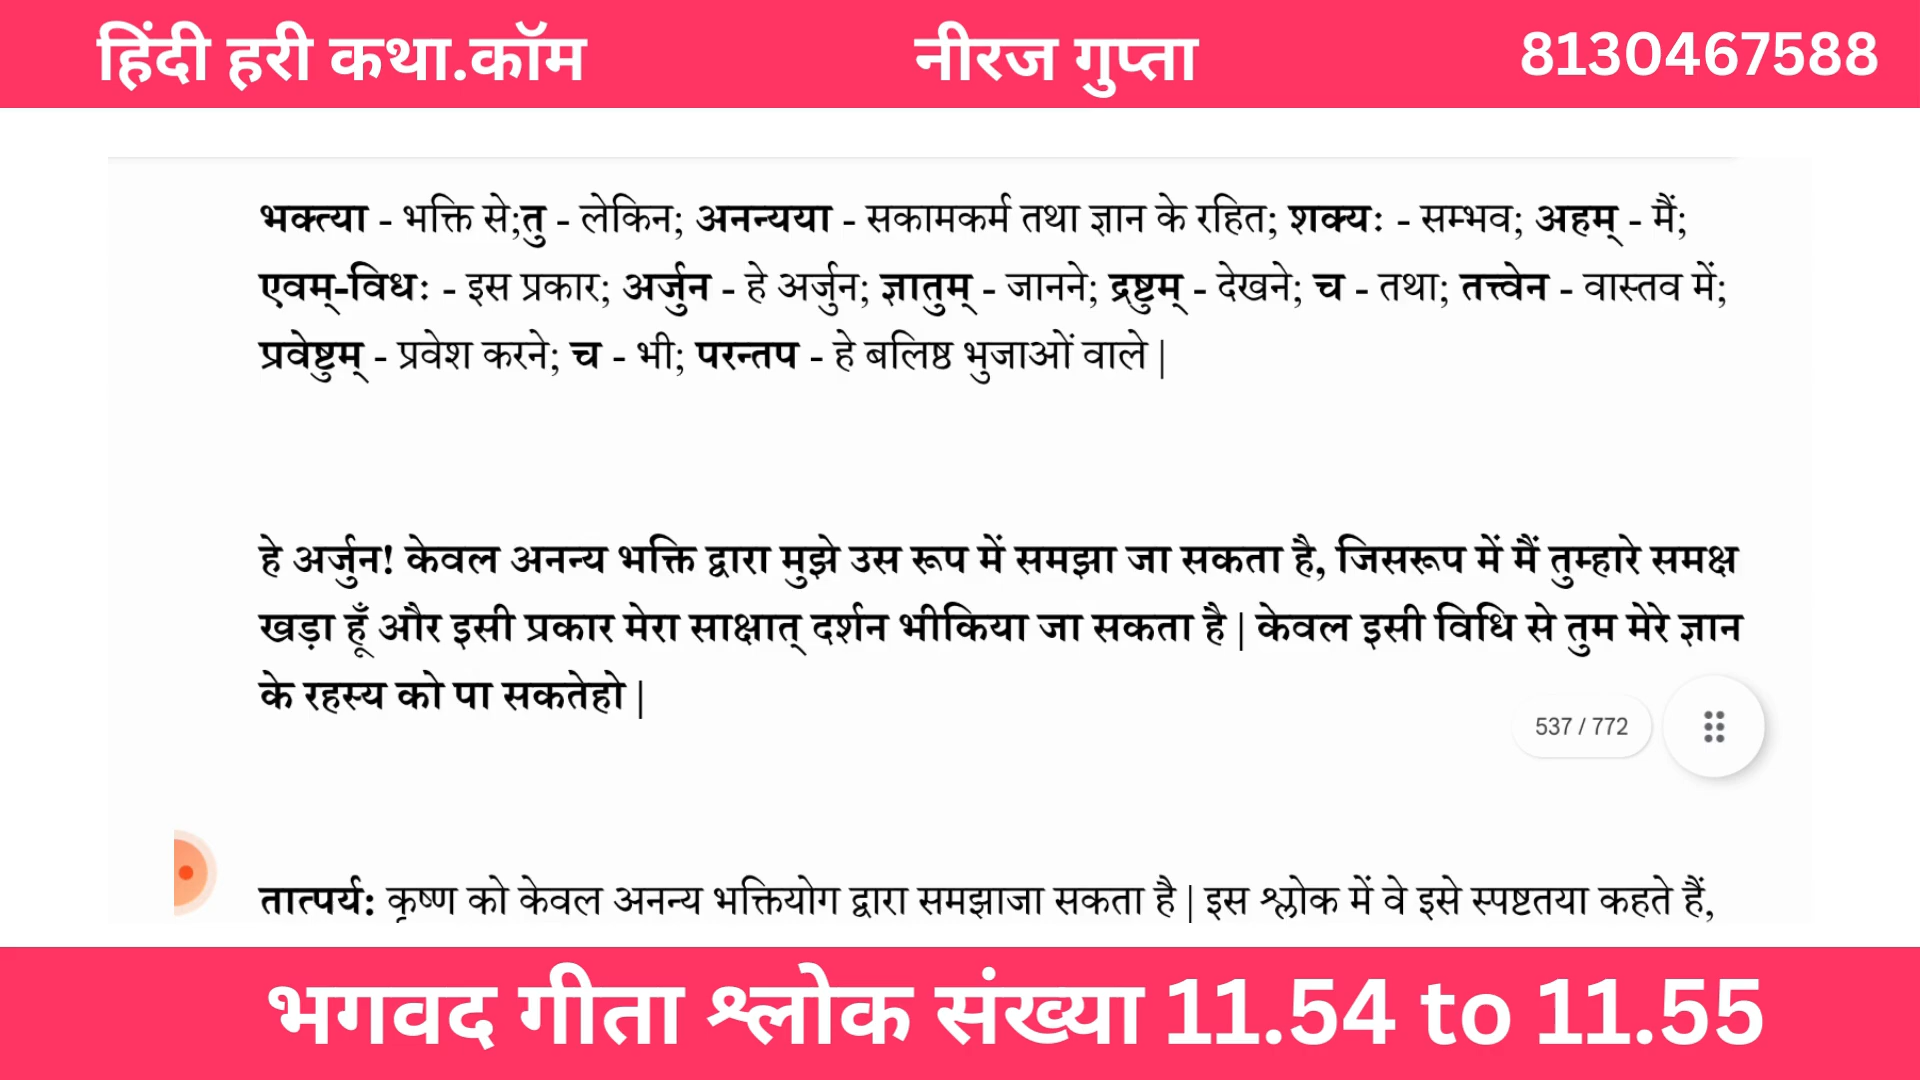 हिंदी हरी कथा.कॉम
नीरज गुप्ता
8130467588
भक्त्या - भक्ति से;तु - लेकिन; अनन्यया - सकामकर्म तथा ज्ञान के रहित; शक्यः - सम्भव; अहम् - मैं;
एवम्-विधः - इस प्रकार; अर्जुन - हे अर्जुन; ज्ञातुम् - जानने; द्रष्टुम् - देखने; च - तथा; तत्त्वेन - वास्तव में;
प्रवेष्टुम् - प्रवेश करने; च - भी; परन्तप - हे बलिष्ठ भुजाओं वाले |
हे अर्जुन! केवल अनन्य भक्ति द्वारा मुझे उस रूप में समझा जा सकता है, जिसरूप में मैं तुम्हारे समक्ष
खड़ा हूँ और इसी प्रकार मेरा साक्षात् दर्शन भीकिया जा सकता है | केवल इसी विधि से तुम मेरे ज्ञान
के रहस्य को पा सकतेहो |
537 / 772
तात्पर्य: कृष्ण को केवल अनन्य भक्तियोग द्वारा समझाजा सकता है | इस श्लोक में वे इसे स्पष्टतया कहते हैं,
भगवद गीता श्लोक संख्या 11.54 to 11.55